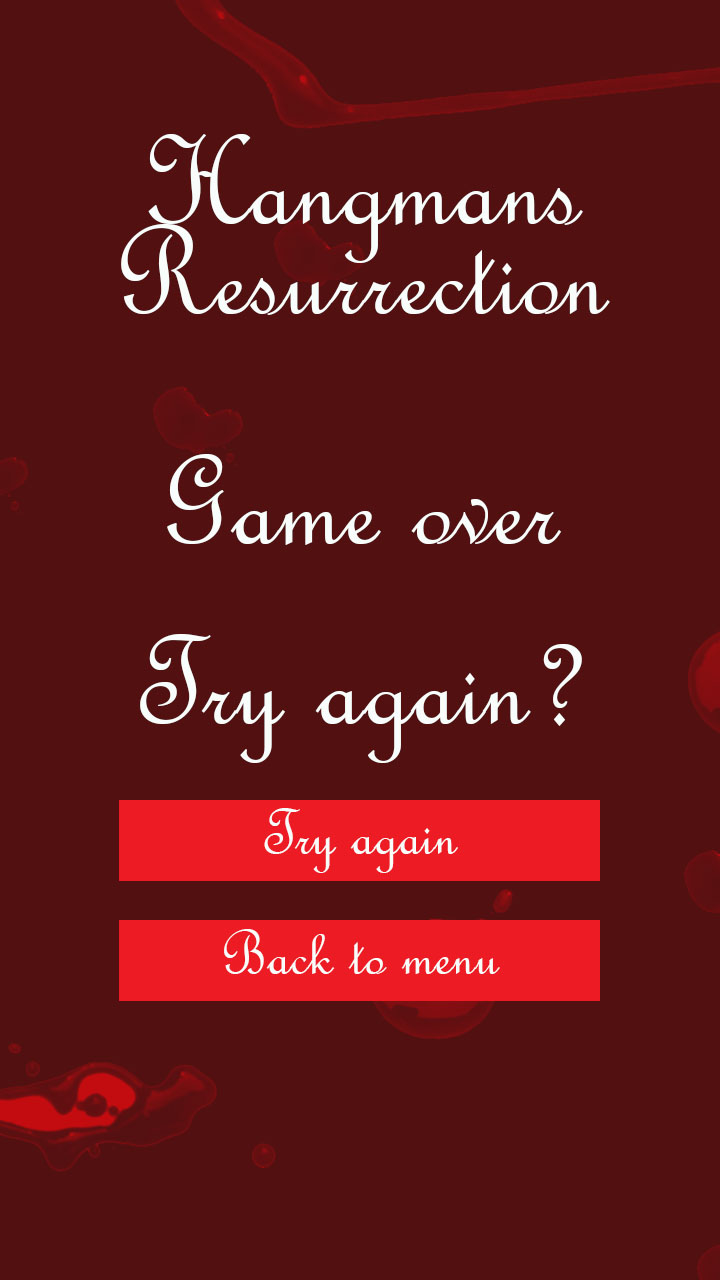 Hangmans
Resurrection
Game over
Try again?
Try again
Back to menu